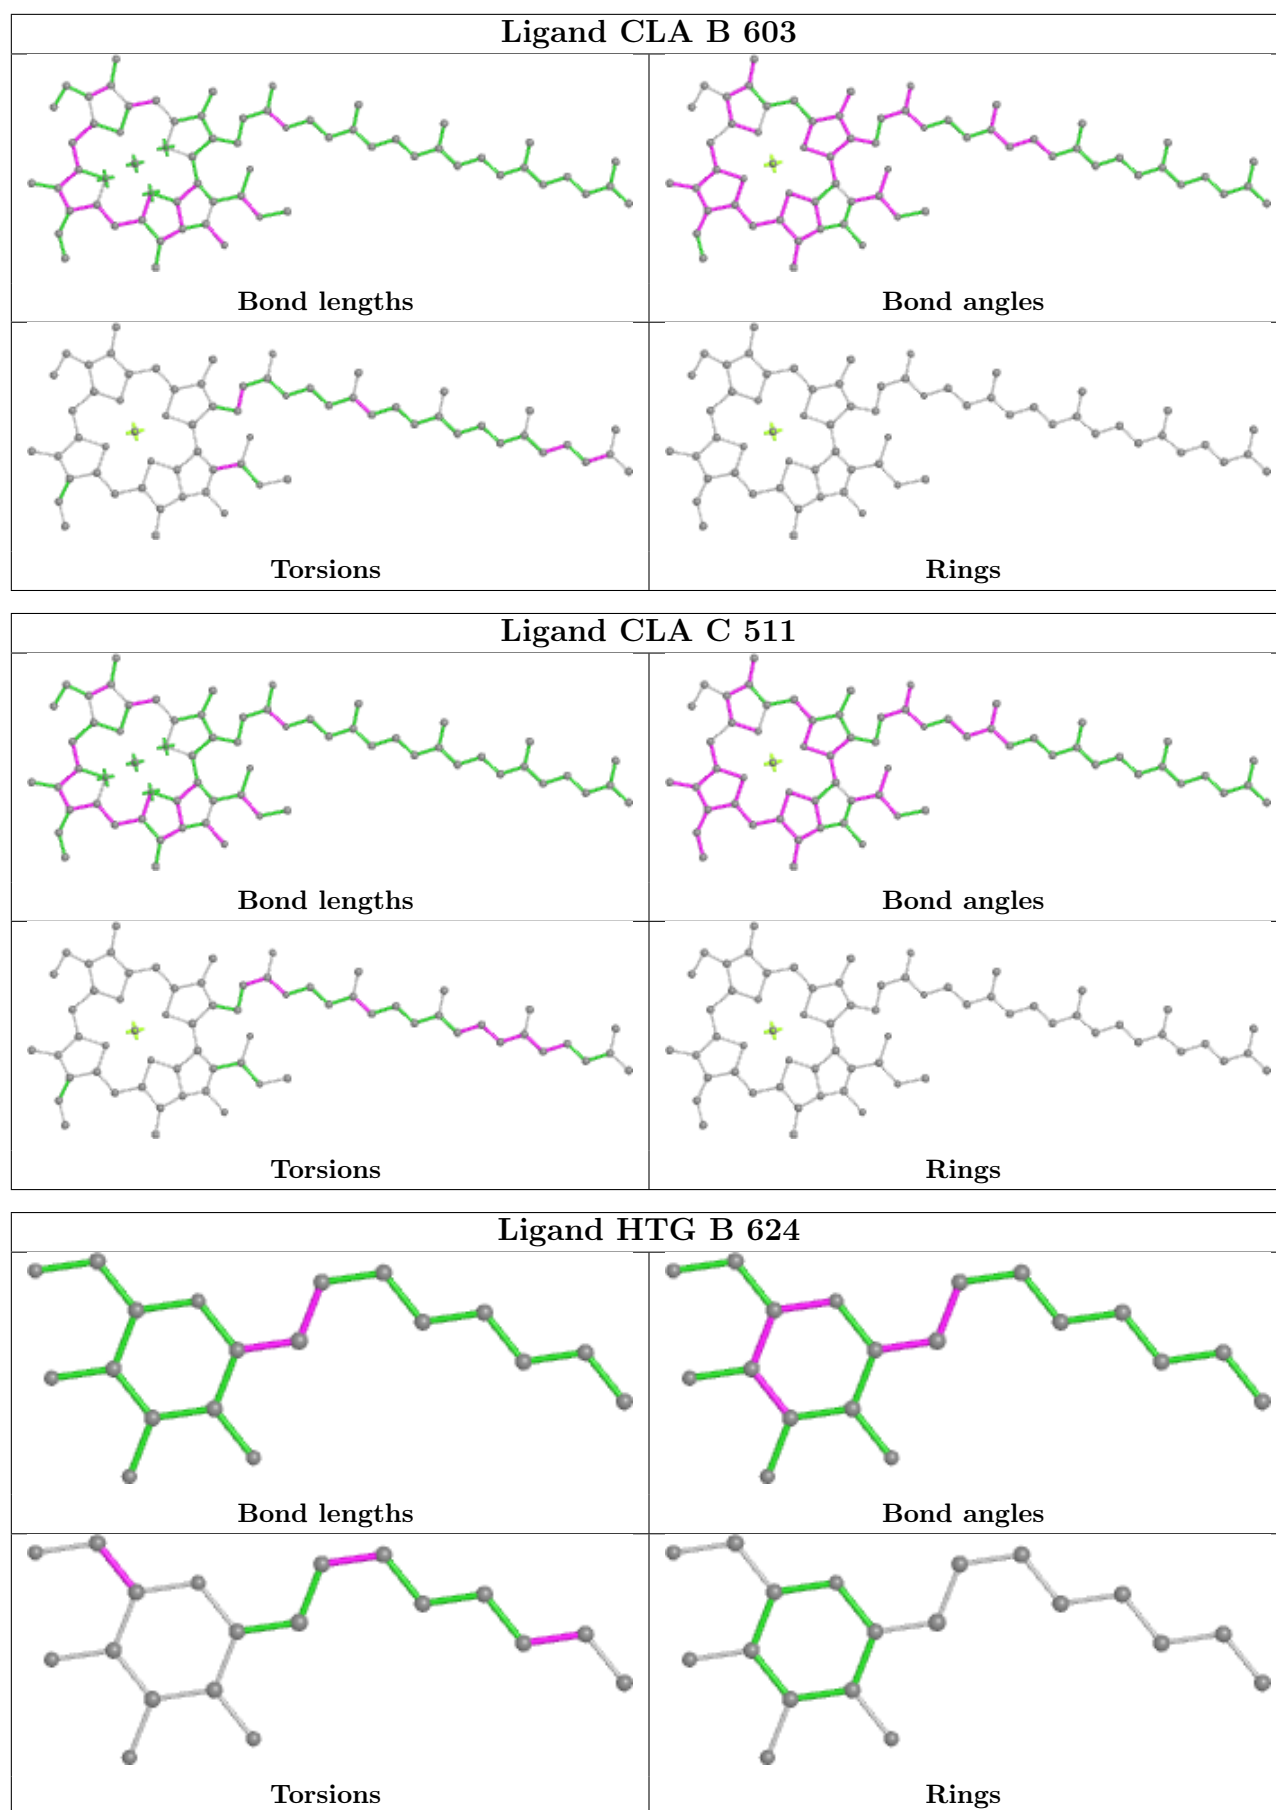 Ligand CLA B 603
Bond lengths
Bond angles
Torsions
Rings
Ligand CLA C 511
Bond lengths
Bond angles
Torsions
Rings
Ligand HTG B 624
Bond lengths
Bond angles
Torsions
Rings